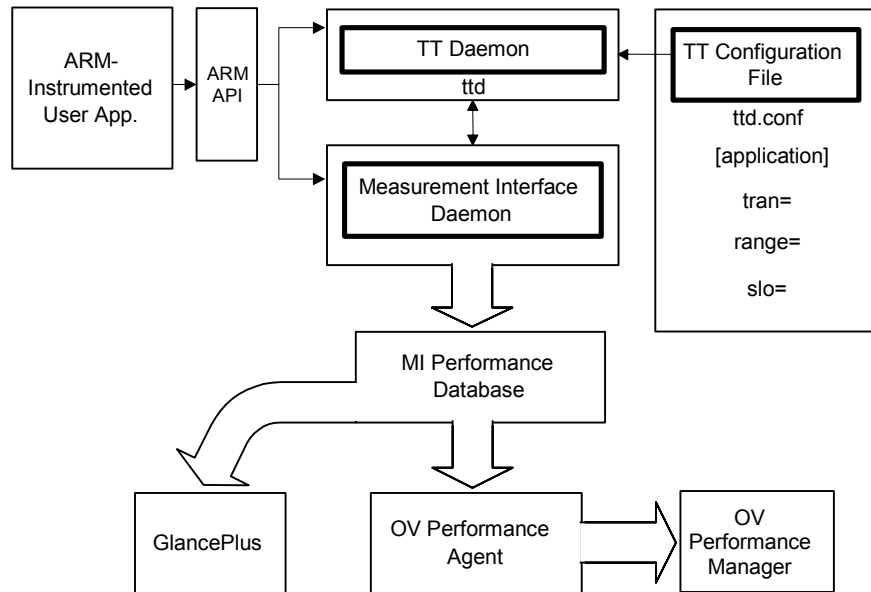 ARM-
Instrumented
User App.
ARM
API
TT Daemon
ttd
TT Configuration
File
ttd.conf
[application]
tran=
range=
slo=
Measurement Interface
Daemon
MI Performance
Database
GlancePlus
OV Performance
Agent
OV
Performance
Manager